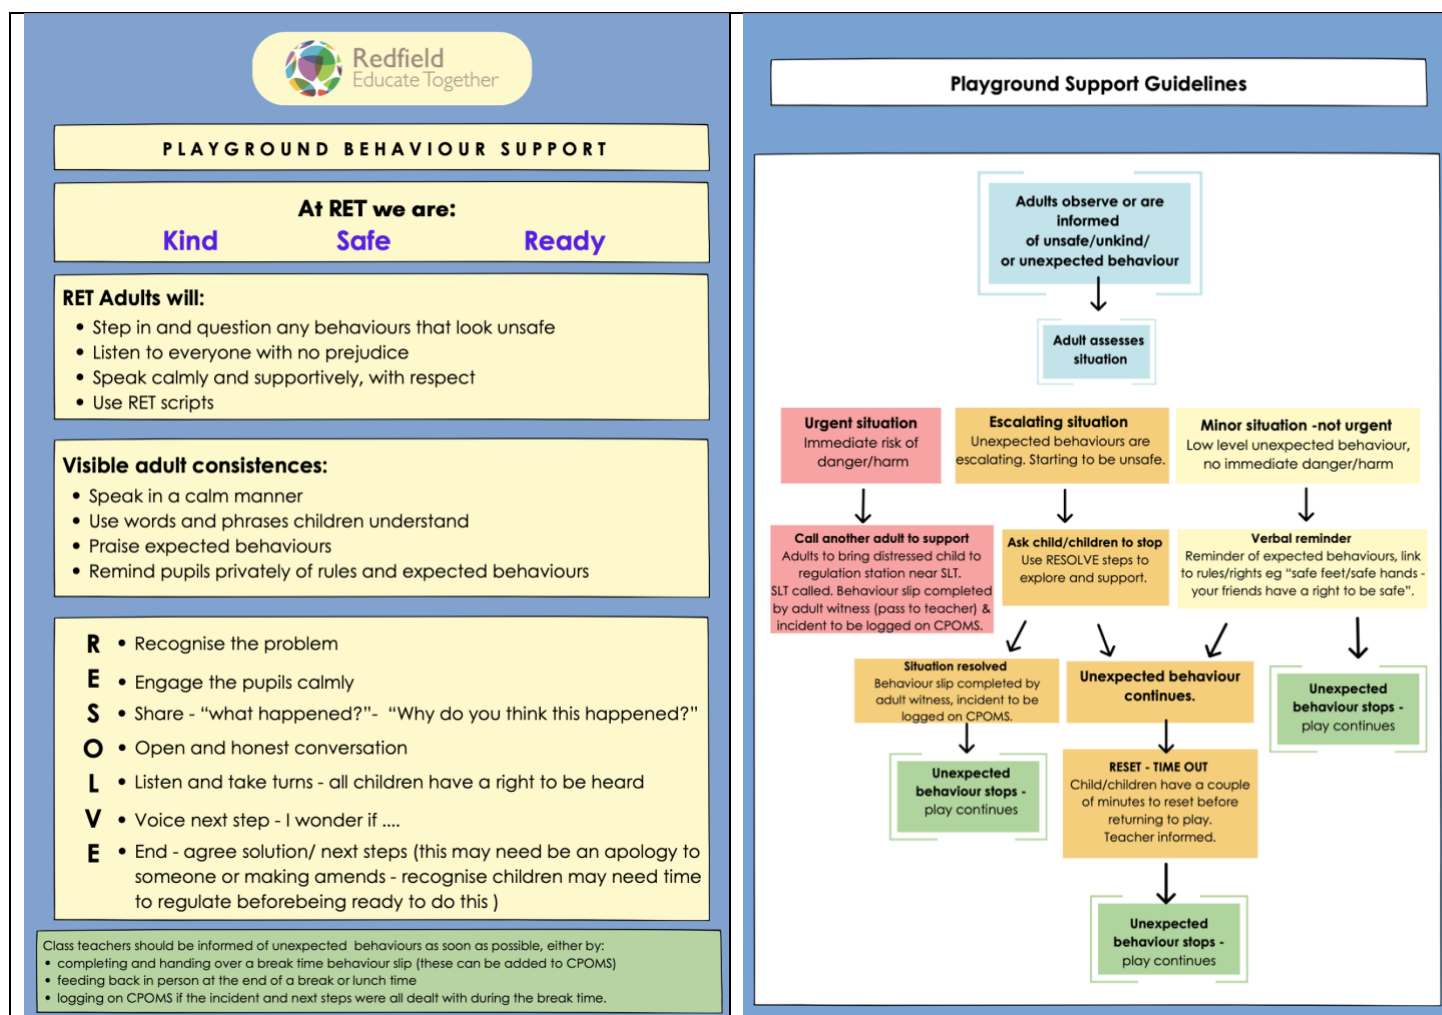 Redfield
Educate Together
PLAYGROUND BEHAVIOUR SUPPORT
At RET we are:
Kind Safe Ready
RET Adults will:
• Step in and question any behaviours that look unsafe
• Listen to everyone with no prejudice
• Speak calmly and supportively, with respect
• Use RET scripts
Visible adult consistences:
• Speak in a calm manner
• Use words and phrases children understand
• Praise expected behaviours
• Remind pupils privately of rules and expected behaviours
R • Recognise the problem
E • Engage the pupils calmly
S • Share - “what happened?”- “Why do you think this happened?”
O • Open and honest conversation
L • Listen and take turns - all children have a right to be heard
V • Voice next step - I wonder if ....
E • End - agree solution/ next steps (this may need be an apology to
someone or making amends - recognise children may need time
to regulate beforebeing ready to do this )
Class teachers should be informed of unexpected behaviours as soon as possible, either by:
• completing and handing over a break time behaviour slip (these can be added to CPOMS)
• feeding back in person at the end of a break or lunch time
• logging on CPOMS if the incident and next steps were all dealt with during the break time.
Playground Support Guidelines
Adults observe or are
informed
of unsafe/unkind/
or unexpected behaviour
Adult assesses
situation
Urgent situation
Immediate risk of
danger/harm
Escalating situation
Unexpected behaviours are
escalating. Starting to be unsafe.
Minor situation -not urgent
Low level unexpected behaviour,
no immediate danger/harm
Call another adult to support
Adults to bring distressed child to
regulation station near SLT.
SLT called. Behaviour slip completed
by adult witness (pass to teacher) &
incident to be logged on CPOMS.
Ask child/children to stop
Use RESOLVE steps to
explore and support.
Verbal reminder
Reminder of expected behaviours, link
to rules/rights eg “safe feet/safe hands -
your friends have a right to be safe”.
Situation resolved
Behaviour slip completed by
adult witness, incident to be
logged on CPOMS.
Unexpected behaviour
continues.
Unexpected
behaviour stops -
play continues
Unexpected
behaviour stops -
play continues
RESET - TIME OUT
Child/children have a couple
of minutes to reset before
returning to play.
Teacher informed.
Unexpected
behaviour stops -
play continues